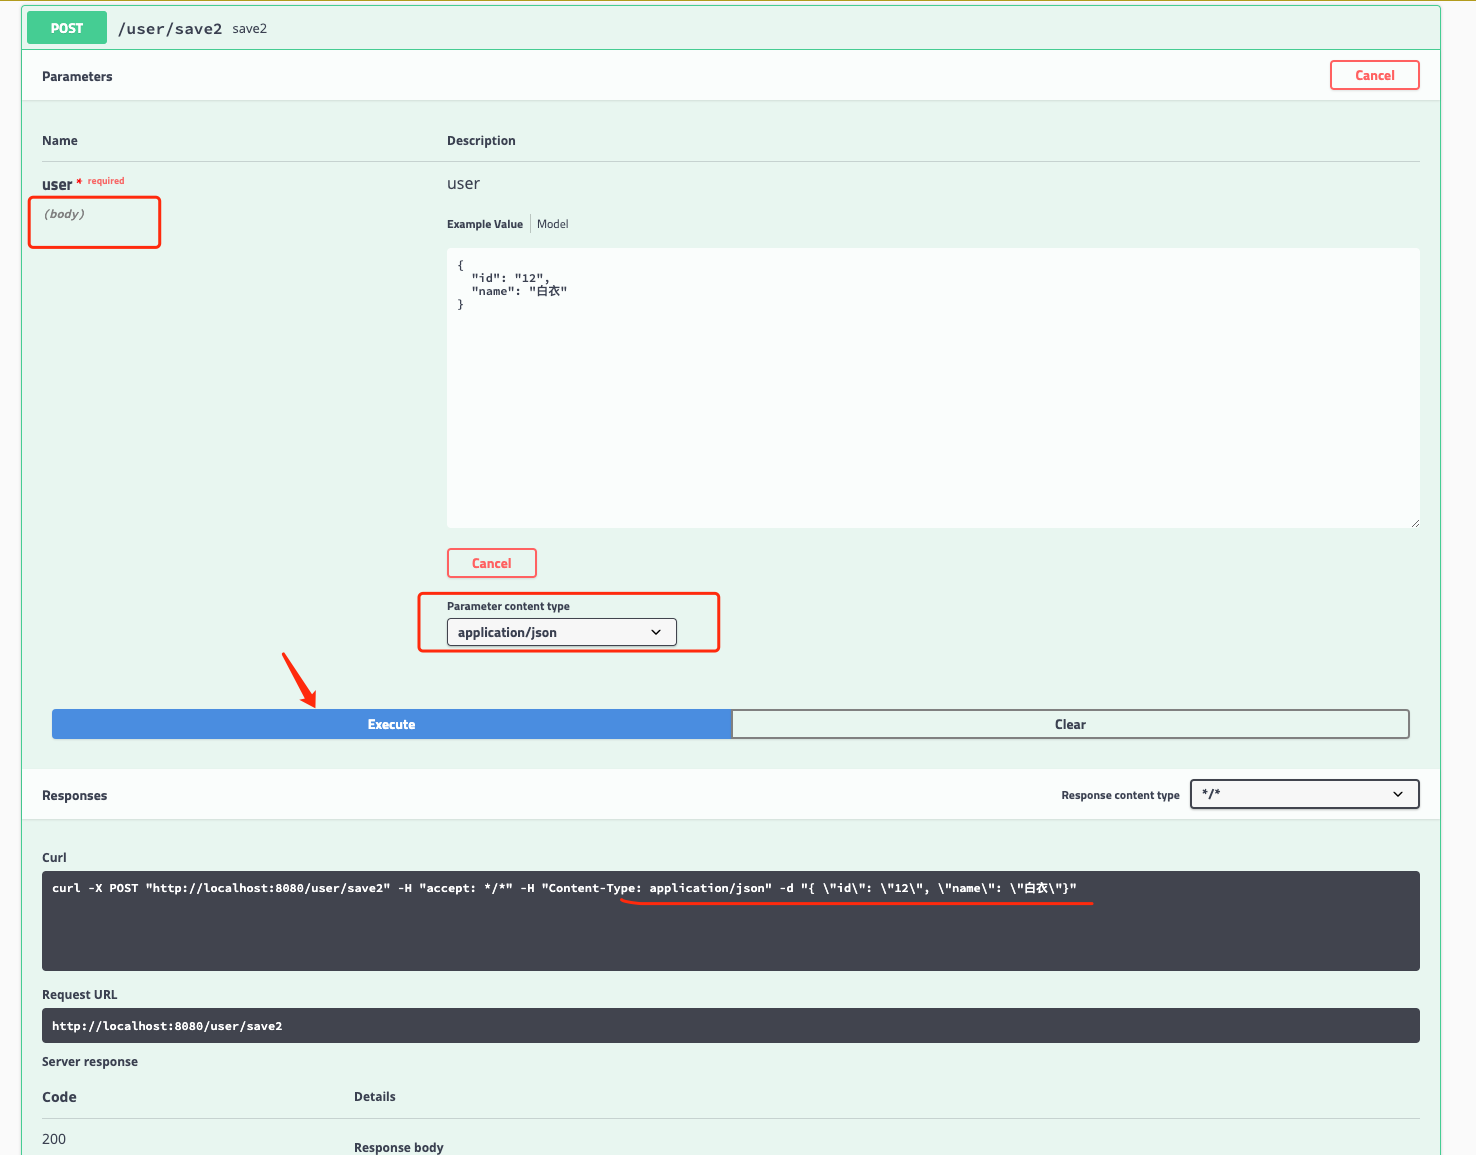 POST /user/save2 save2
Parameters Cancel
Name Description
user * required user
(body)
Example Value Model
{
  "id": "12",
  "name": "白衣"
}
Cancel
Parameter content type
application/json
Execute Clear
Responses Response content type */*
Curl
curl -X POST "http://localhost:8080/user/save2" -H "accept: */*" -H "Content-Type: application/json" -d "{ \"id\": \"12\", \"name\": \"白衣\"}"
Request URL
http://localhost:8080/user/save2
Server response
Code Details
200
Response body